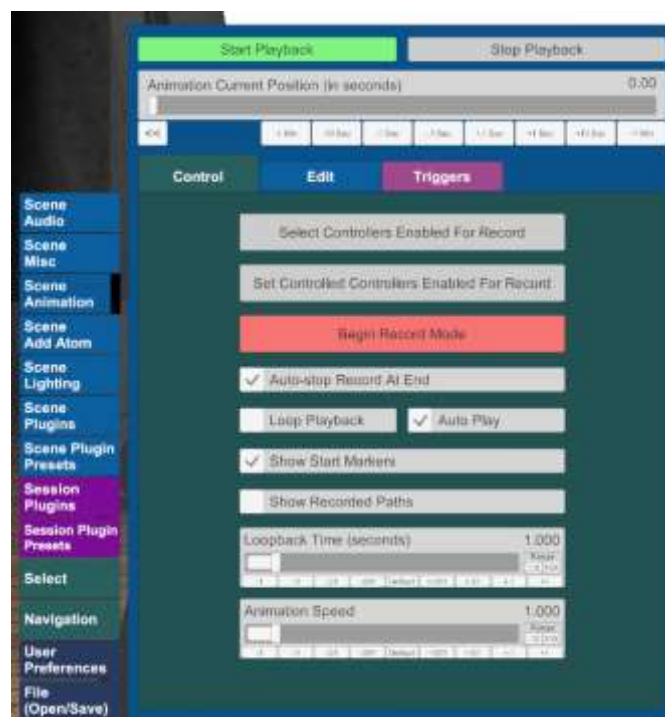 Start Playback
Stop Playback
Animation Current Position (in seconds)
0.00
<<
Control
Edit
Triggers
Scene
Audio
Scene
Misc
Scene
Animation
Scene
Add Atom
Scene
Lighting
Scene
Plugins
Scene Plugin
Presets
Session
Plugins
Session Plugin
Presets
Select
Navigation
User
Preferences
File
(Open/Save)
Select Controllers Enabled For Record
Set Controlled Controllers Enabled For Record
Begin Record Mode
Auto-stop Record At End
Loop Playback
Auto Play
Show Start Markers
Show Recorded Paths
Loopback Time (seconds)
1.000
Animation Speed
1.000